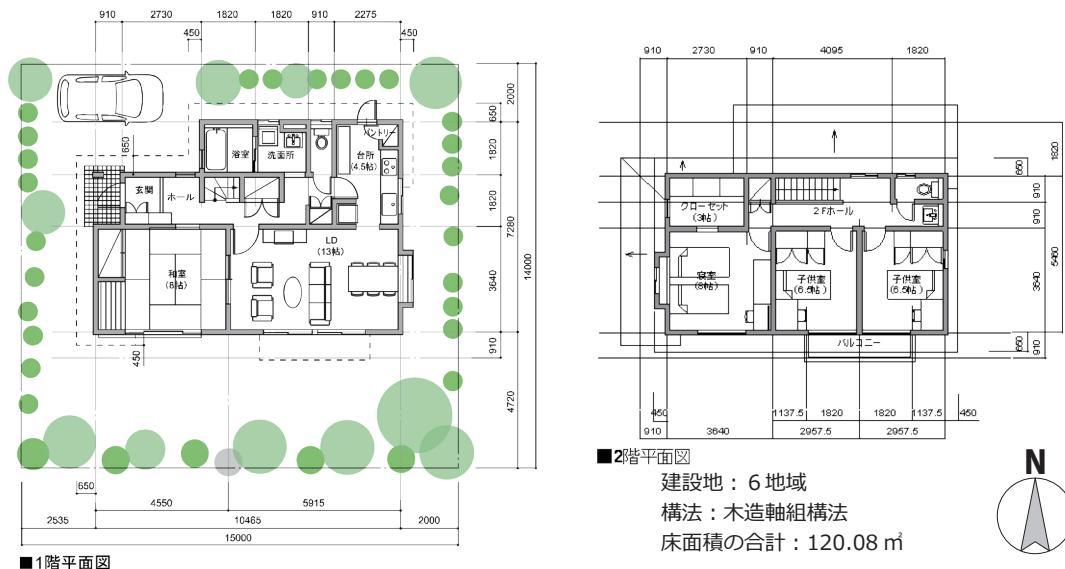 910 2730 1820 1820 910 2275
450 450
2000
650
1820
1820
7280
14000
3640
910
4720
850
パントリー
浴室
洗面所
台所
(4.5帖)
玄関
ホール
LD
(13帖)
和室
(8帖)
450
650
4550 5915
2535 10465 2000
15000
■1階平面図
910 2730 910 4095 1820
1820
650
910
910
5460
3640
650
910
クローゼット
(3帖)
2Fホール
寝室
(8帖)
子供室
(6.5帖)
子供室
(6.5帖)
バルコニー
450 1137.5 1820 1820 1137.5 450
910 3640 2957.5 2957.5
■2階平面図
建設地：６地域
構法：木造軸組構法
床面積の合計：120.08 ㎡
N